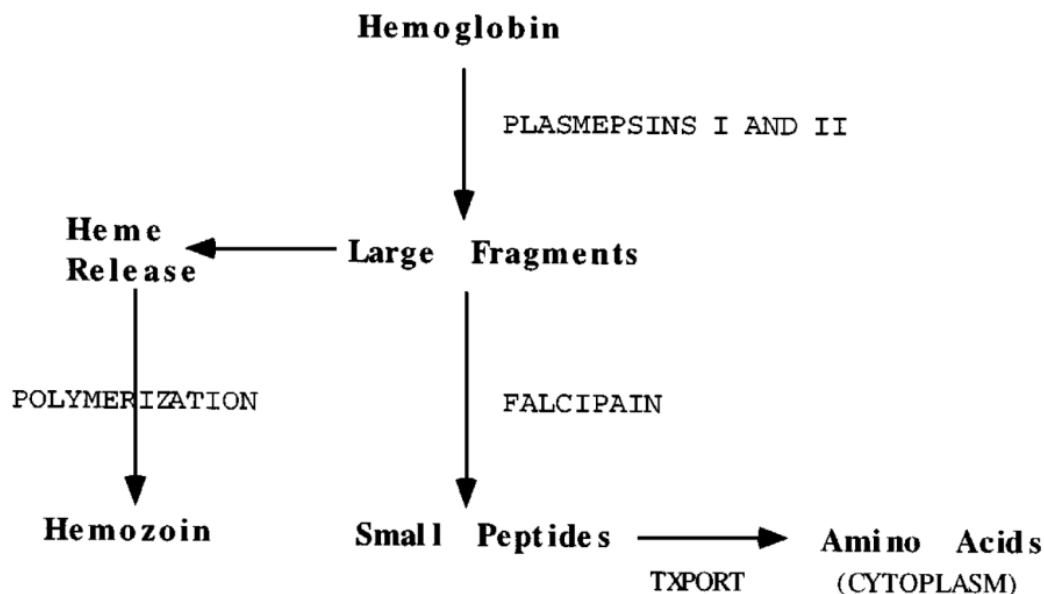 Hemoglobin
PLASMEPSINS I AND II
Heme
Release
Large Fragments
POLYMERIZATION
FALCIPAIN
Hemozoin
Small Peptides
Amino Acids
TXPORT
(CYTOPLASM)